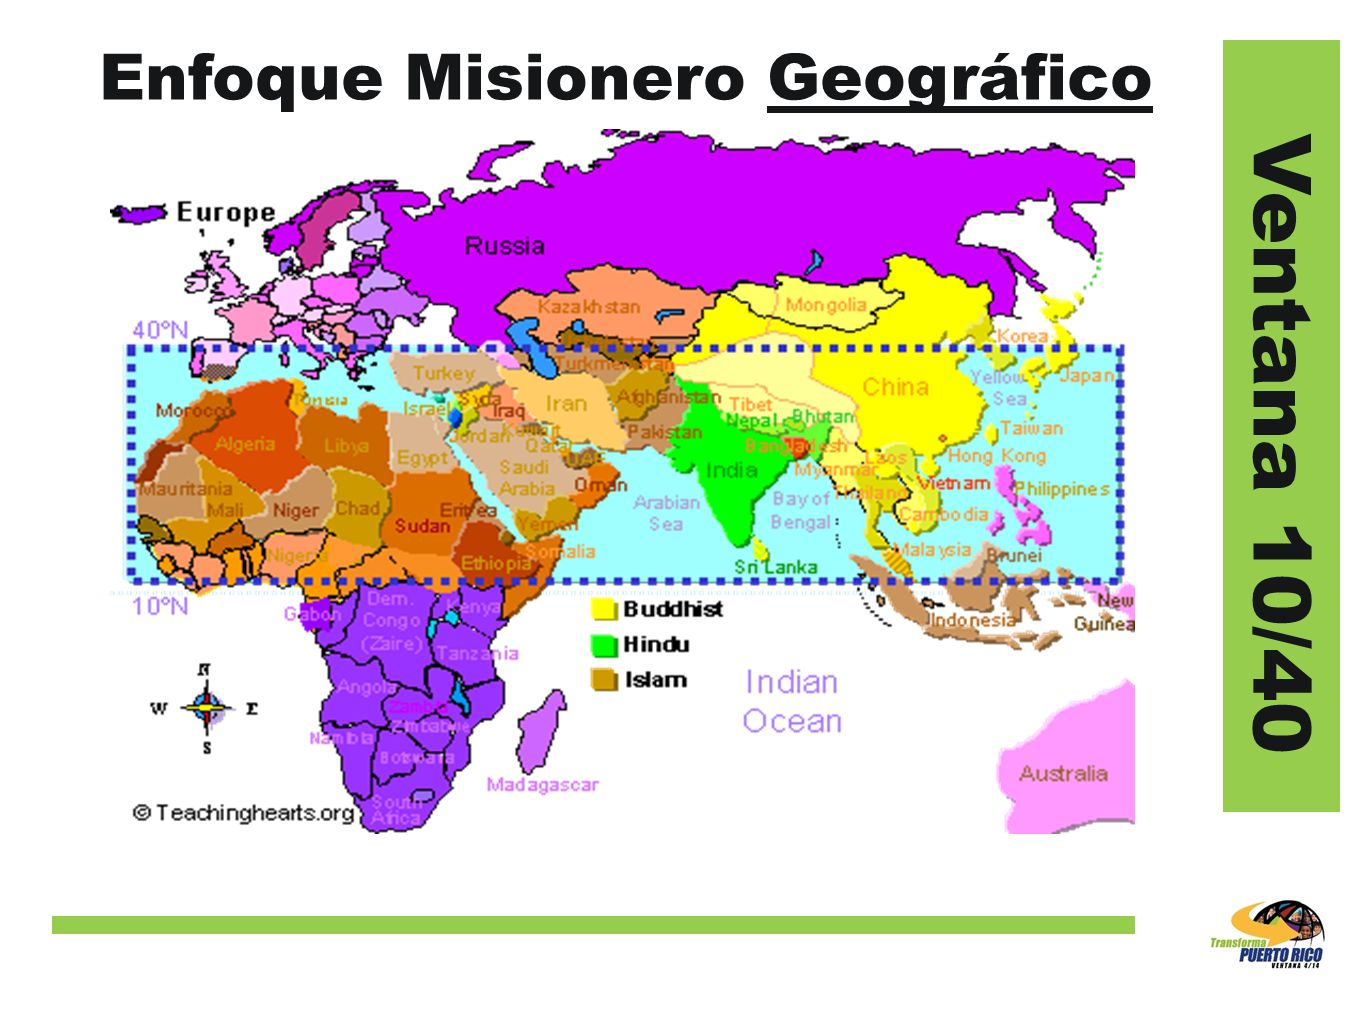 Enfoque Misionero Geográfico
Ventana 10/40
Europe
Russia
Kazakhstan
Mongolia
40°N
Korea
Turkmenistan
Turkey
China
Yellow
Sea
Japan
Tunisia
Israel
Syria
Iraq
Iran
Afghanistan
Tibet
Bhutan
Nepal
Morocco
Algeria
Libya
Egypt
Jordan
Kuwait
Qatar
UAE
Pakistan
Bangladesh
Taiwan
India
Myanmar
Laos
Hong Kong
Saudi
Arabia
Oman
Mauritania
Mali
Niger
Chad
Sudan
Eritrea
Yemen
Arabian
Sea
Bay of
Bengal
Thailand
Vietnam
Philippines
Cambodia
Nigeria
Ethiopia
Somalia
Sri Lanka
Malaysia
Brunei
10°N
Gabon
Dem.
Congo
(Zaire)
Kenya
Buddhist
Hindu
Islam
Indonesia
New
Guinea
Tanzania
N
W E
S
Angola
Zambia
Zimbabwe
Namibia
Botswana
Madagascar
South
Africa
Indian
Ocean
Australia
© Teachinghearts.org
Transforma
PUERTO RICO
VENTANA 4/14